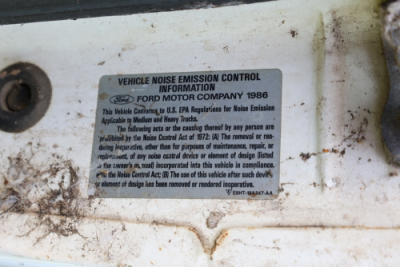 VEHICLE NOISE EMISSION CONTROL
INFORMATION
Ford FORD MOTOR COMPANY 1986
This Vehicle Conforms to U.S. EPA Regulations for Noise Emission
Applicable to Medium and Heavy Trucks.
The following acts or the causing thereof by any person are
prohibited by the Noise Control Act of 1972: (A) The removal or ren-
dering inoperative, other than for purposes of maintenance, repair, or
replacement, of any noise control device or element of design (listed
in the owner's manual) incorporated into this vehicle in compliance
with the Noise Control Act; (B) The use of this vehicle after such device
or element of design has been removed or rendered inoperative.